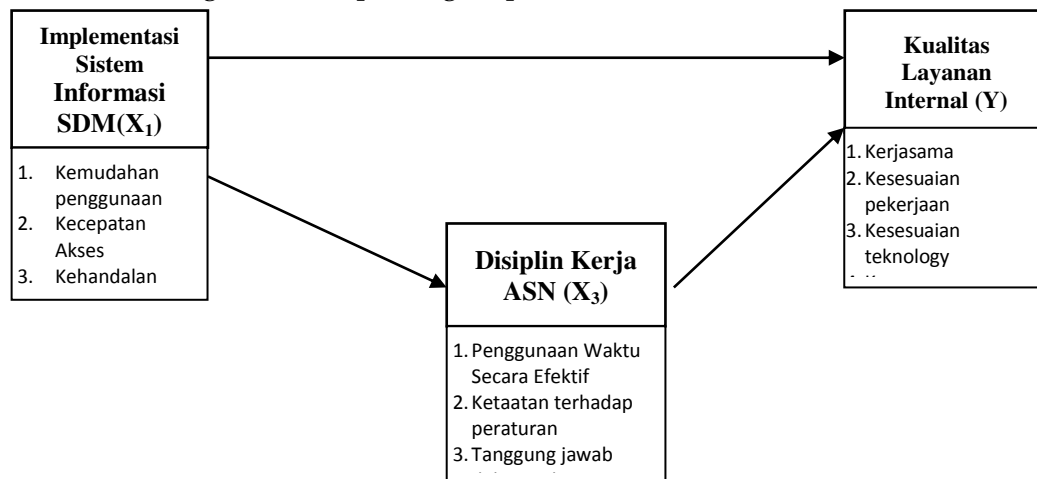 Implementasi
Sistem
Informasi
SDM(X₁)
1. Kemudahan
penggunaan
2. Kecepatan
Akses
3. Kehandalan
Disiplin Kerja
ASN (X₃)
1. Penggunaan Waktu
Secara Efektif
2. Ketaatan terhadap
peraturan
3. Tanggung jawab
Kualitas
Layanan
Internal (Y)
1. Kerjasama
2. Kesesuaian
pekerjaan
3. Kesesuaian
teknology